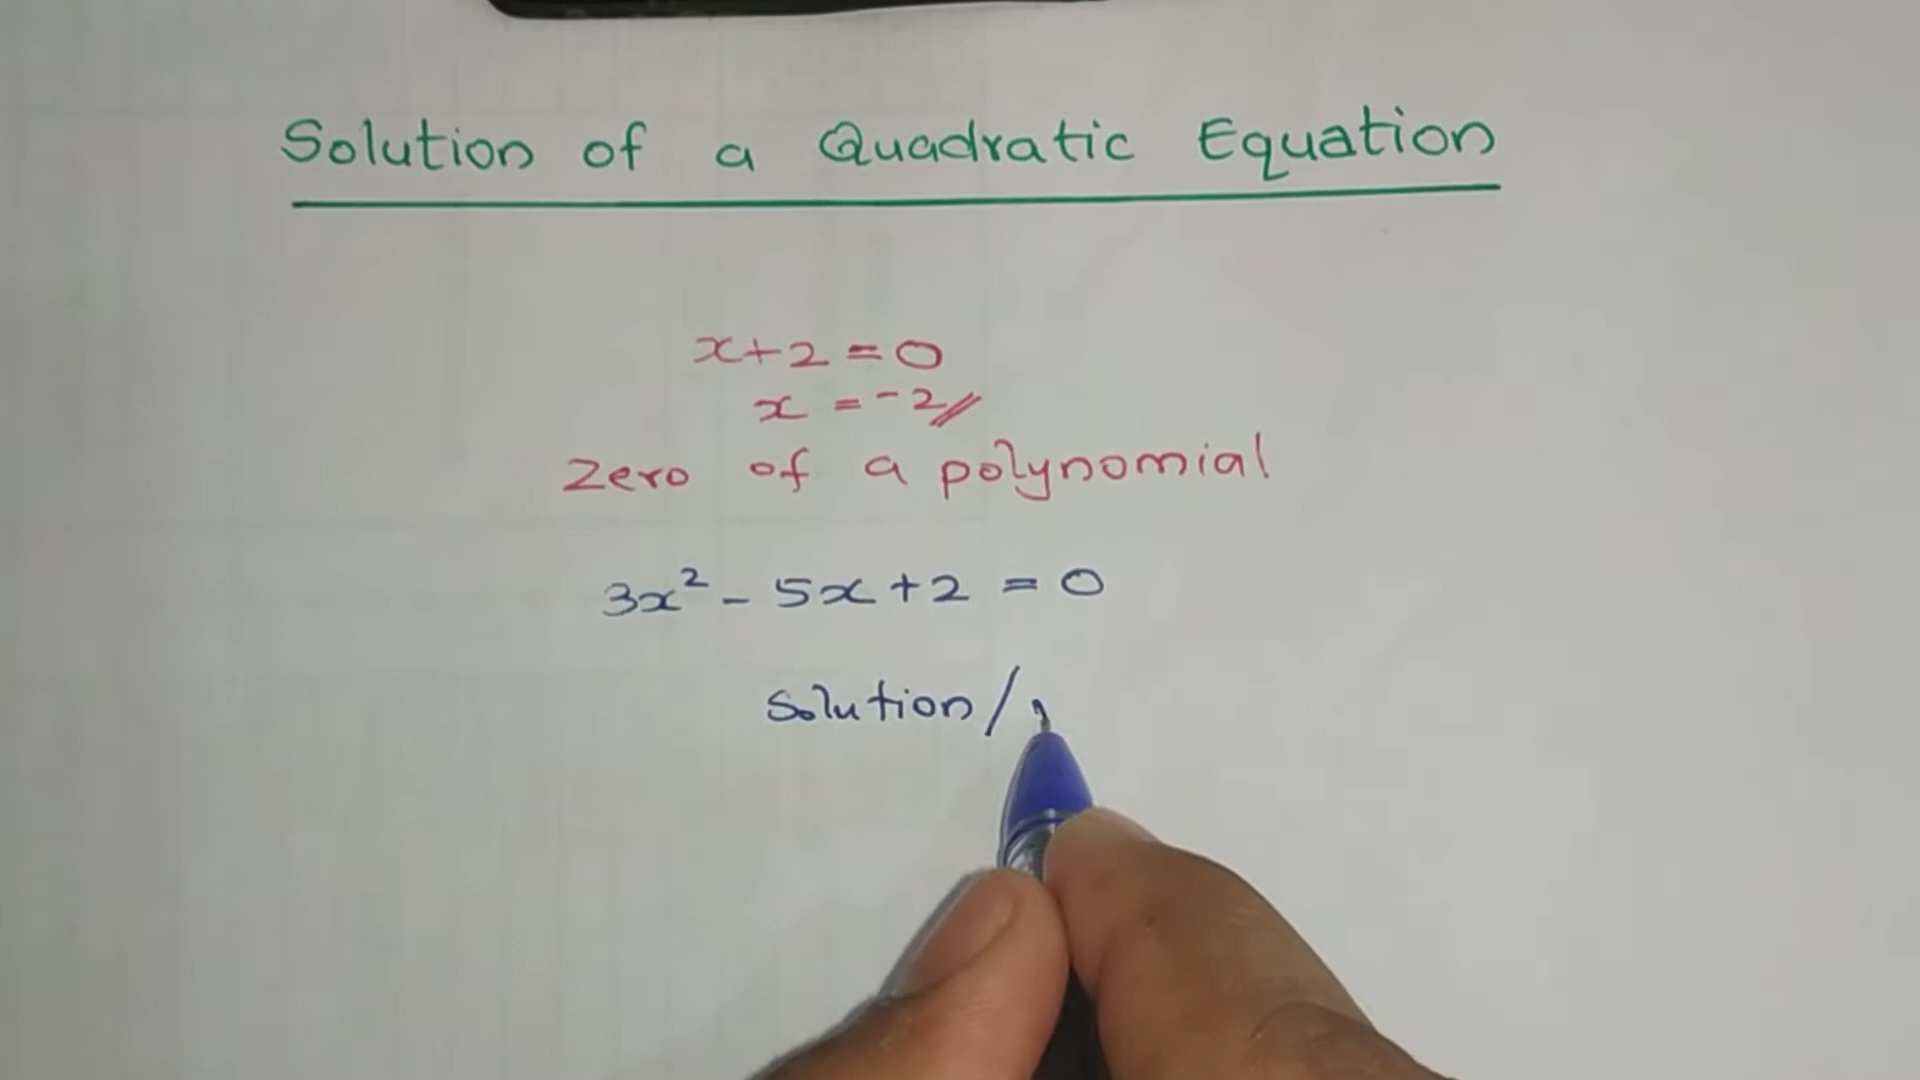 Solution of a Quadratic Equation
x+2=0
x=-2//
Zero of a polynomial
3x²-5x+2=0
Solution/